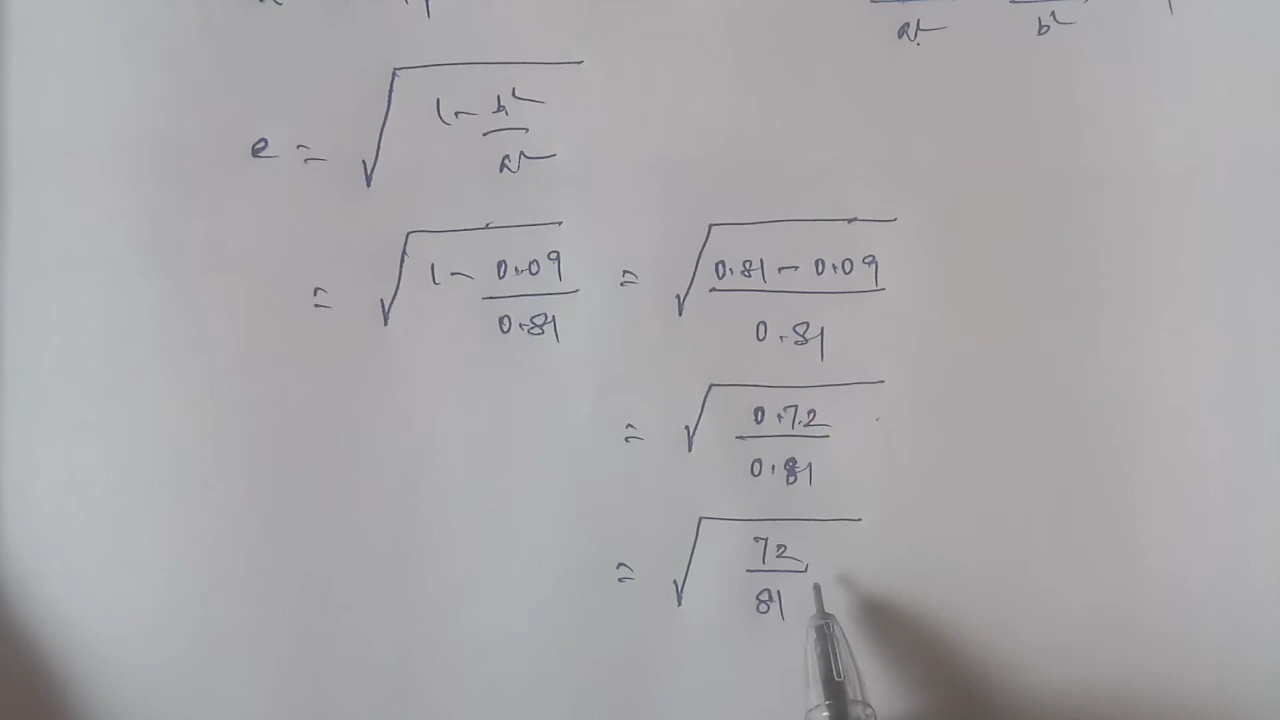 a² b²
e = √(1 - b²/a²)
= √(1 - 0.09/0.81) = √((0.81 - 0.09)/0.81)
= √(0.72/0.81)
= √(72/81)